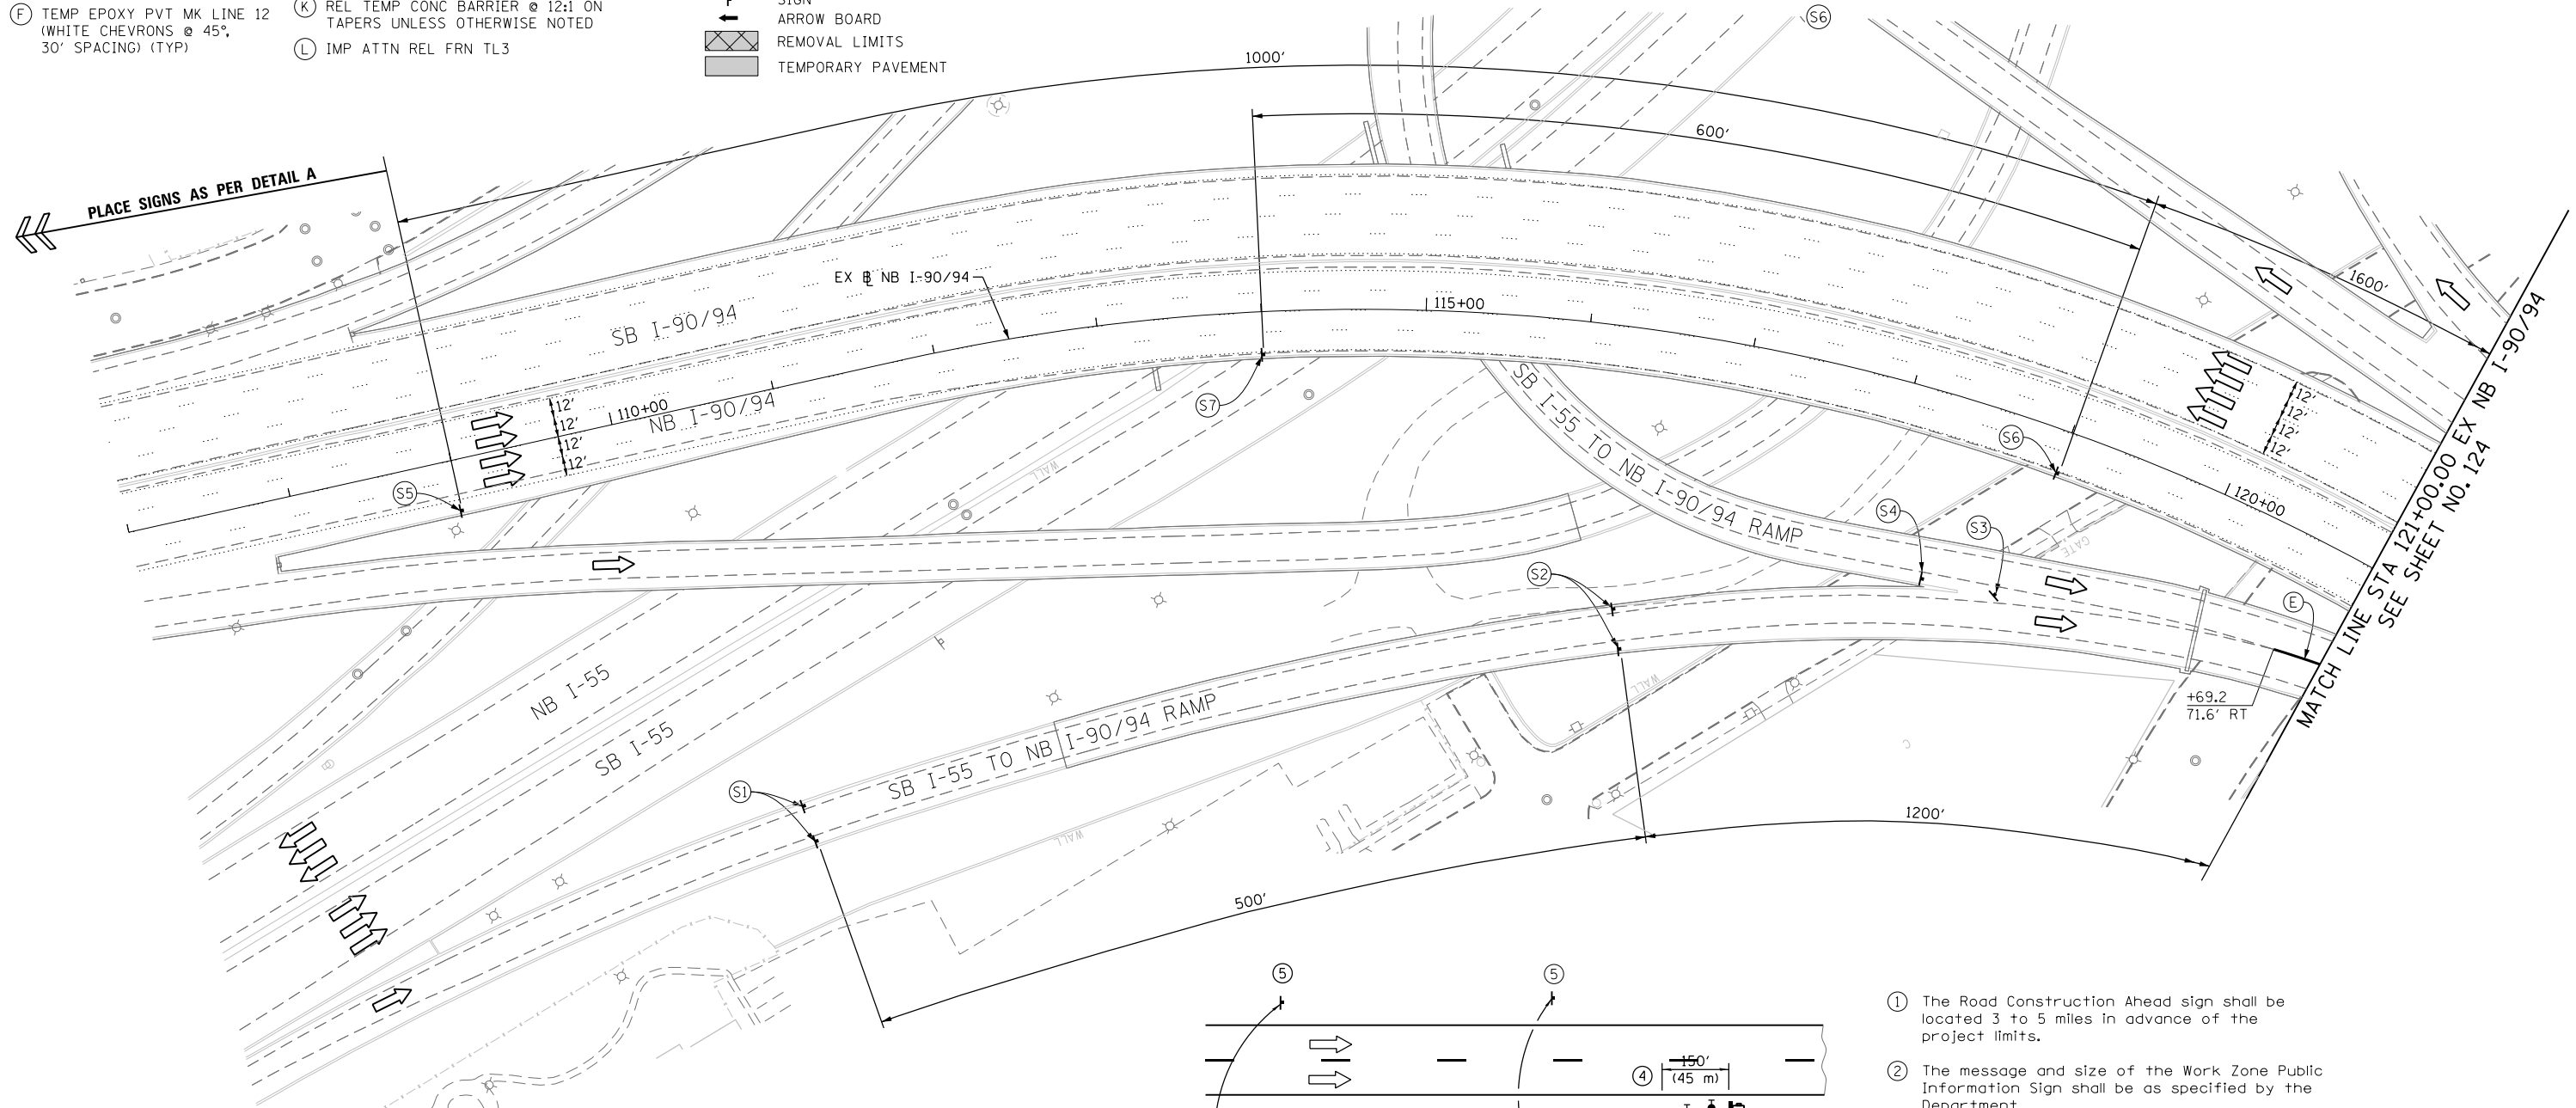 F TEMP EPOXY PVT MK LINE 12
(WHITE CHEVRONS @ 45°,
30' SPACING) (TYP)
K REL TEMP CONC BARRIER @ 12:1 ON
TAPERS UNLESS OTHERWISE NOTED
L IMP ATTN REL FRN TL3
SIGN
ARROW BOARD
REMOVAL LIMITS
TEMPORARY PAVEMENT
S6
1000'
600'
1600'
PLACE SIGNS AS PER DETAIL A
EX ℄ NB I-90/94
115+00
SB I-90/94
NB I-90/94
110+00
12'
12'
12'
12'
S5
S7
SB I-55 TO NB I-90/94 RAMP
S6
12'
12'
12'
12'
120+00
S4
S3
S2
WALL
GATE
E
+69.2
71.6' RT
MATCH LINE STA 121+00.00 EX NB I-90/94
SEE SHEET NO. 124
NB I-55
SB I-55
S1
SB I-55 TO NB I-90/94 RAMP
WALL
WALL
C
500'
1200'
5
5
150'
(45 m)
4
1 The Road Construction Ahead sign shall be
located 3 to 5 miles in advance of the
project limits.
2 The message and size of the Work Zone Public
Information Sign shall be as specified by the
Department